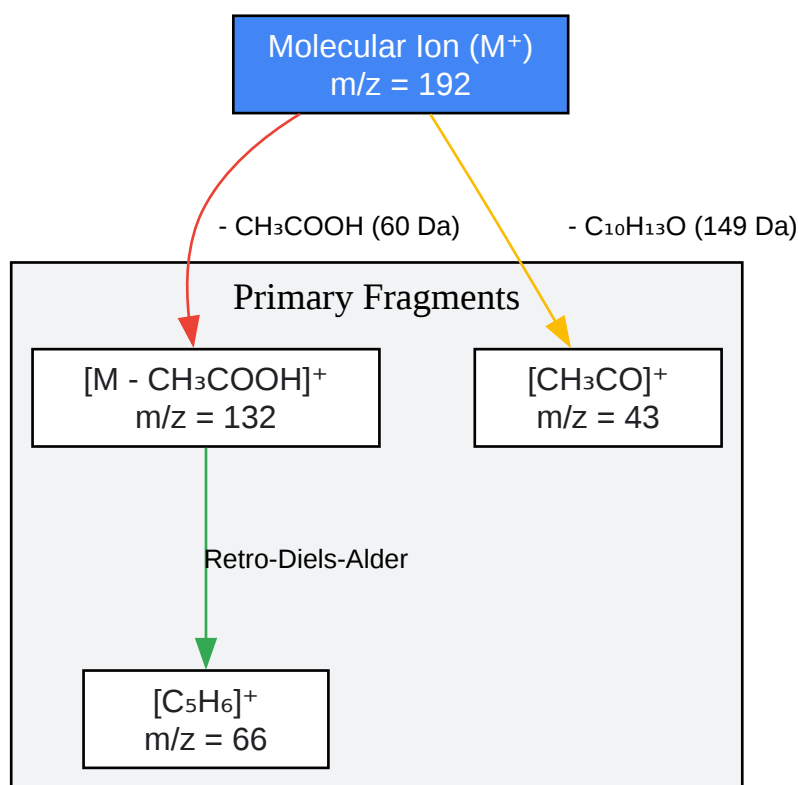 Molecular Ion (M⁺)
m/z = 192
- CH₃COOH (60 Da)
- C₁₀H₁₃O (149 Da)
Primary Fragments
[M - CH₃COOH]⁺
m/z = 132
[CH₃CO]⁺
m/z = 43
Retro-Diels-Alder
[C₅H₆]⁺
m/z = 66